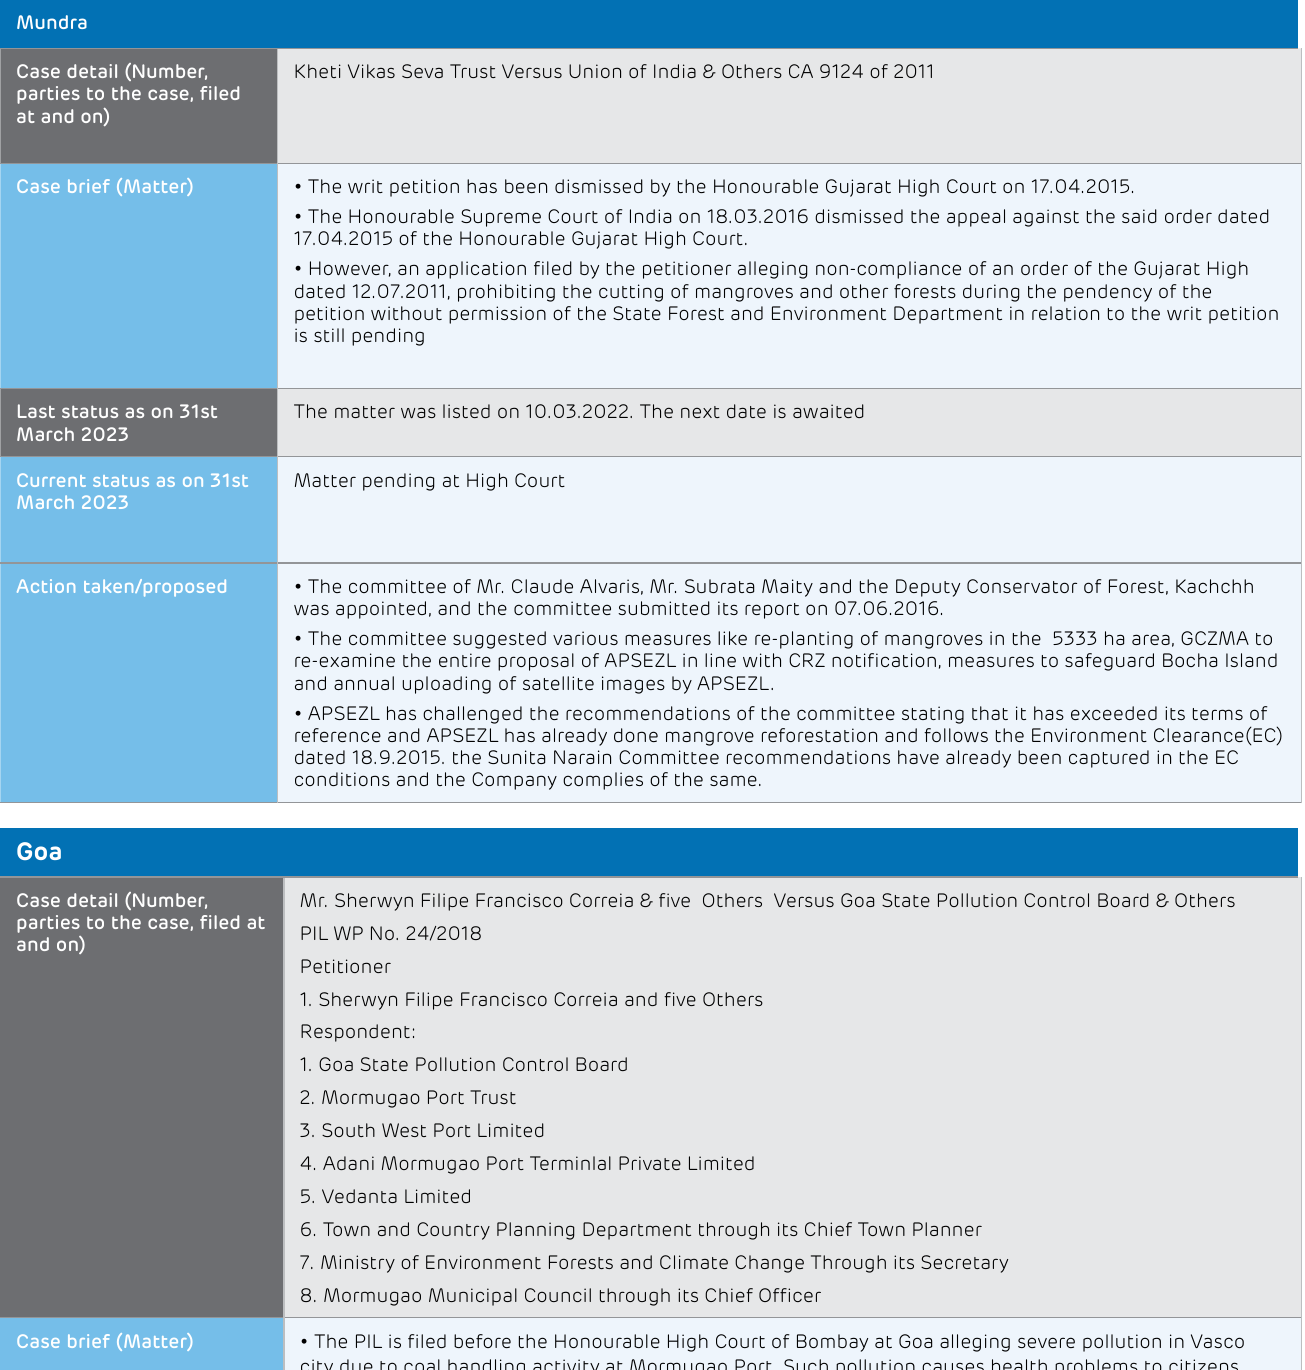 Mundra
Case detail (Number,
parties to the case, filed
at and on)
Kheti Vikas Seva Trust Versus Union of India & Others CA 9124 of 2011
Case brief (Matter)
• The writ petition has been dismissed by the Honourable Gujarat High Court on 17.04.2015.
• The Honourable Supreme Court of India on 18.03.2016 dismissed the appeal against the said order dated
17.04.2015 of the Honourable Gujarat High Court.
• However, an application filed by the petitioner alleging non-compliance of an order of the Gujarat High
dated 12.07.2011, prohibiting the cutting of mangroves and other forests during the pendency of the
petition without permission of the State Forest and Environment Department in relation to the writ petition
is still pending
Last status as on 31st
March 2023
The matter was listed on 10.03.2022. The next date is awaited
Current status as on 31st
March 2023
Matter pending at High Court
Action taken/proposed
• The committee of Mr. Claude Alvaris, Mr. Subrata Maity and the Deputy Conservator of Forest, Kachchh
was appointed, and the committee submitted its report on 07.06.2016.
• The committee suggested various measures like re-planting of mangroves in the 5333 ha area, GCZMA to
re-examine the entire proposal of APSEZL in line with CRZ notification, measures to safeguard Bocha Island
and annual uploading of satellite images by APSEZL.
• APSEZL has challenged the recommendations of the committee stating that it has exceeded its terms of
reference and APSEZL has already done mangrove reforestation and follows the Environment Clearance(EC)
dated 18.9.2015. the Sunita Narain Committee recommendations have already been captured in the EC
conditions and the Company complies of the same.
Goa
Case detail (Number,
parties to the case, filed at
and on)
Mr. Sherwyn Filipe Francisco Correia & five Others Versus Goa State Pollution Control Board & Others
PIL WP No. 24/2018
Petitioner
1. Sherwyn Filipe Francisco Correia and five Others
Respondent:
1. Goa State Pollution Control Board
2. Mormugao Port Trust
3. South West Port Limited
4. Adani Mormugao Port Terminlal Private Limited
5. Vedanta Limited
6. Town and Country Planning Department through its Chief Town Planner
7. Ministry of Environment Forests and Climate Change Through its Secretary
8. Mormugao Municipal Council through its Chief Officer
Case brief (Matter)
• The PIL is filed before the Honourable High Court of Bombay at Goa alleging severe pollution in Vasco
city due to coal handling activity at Mormugao Port. Such pollution causes health problems to citizens